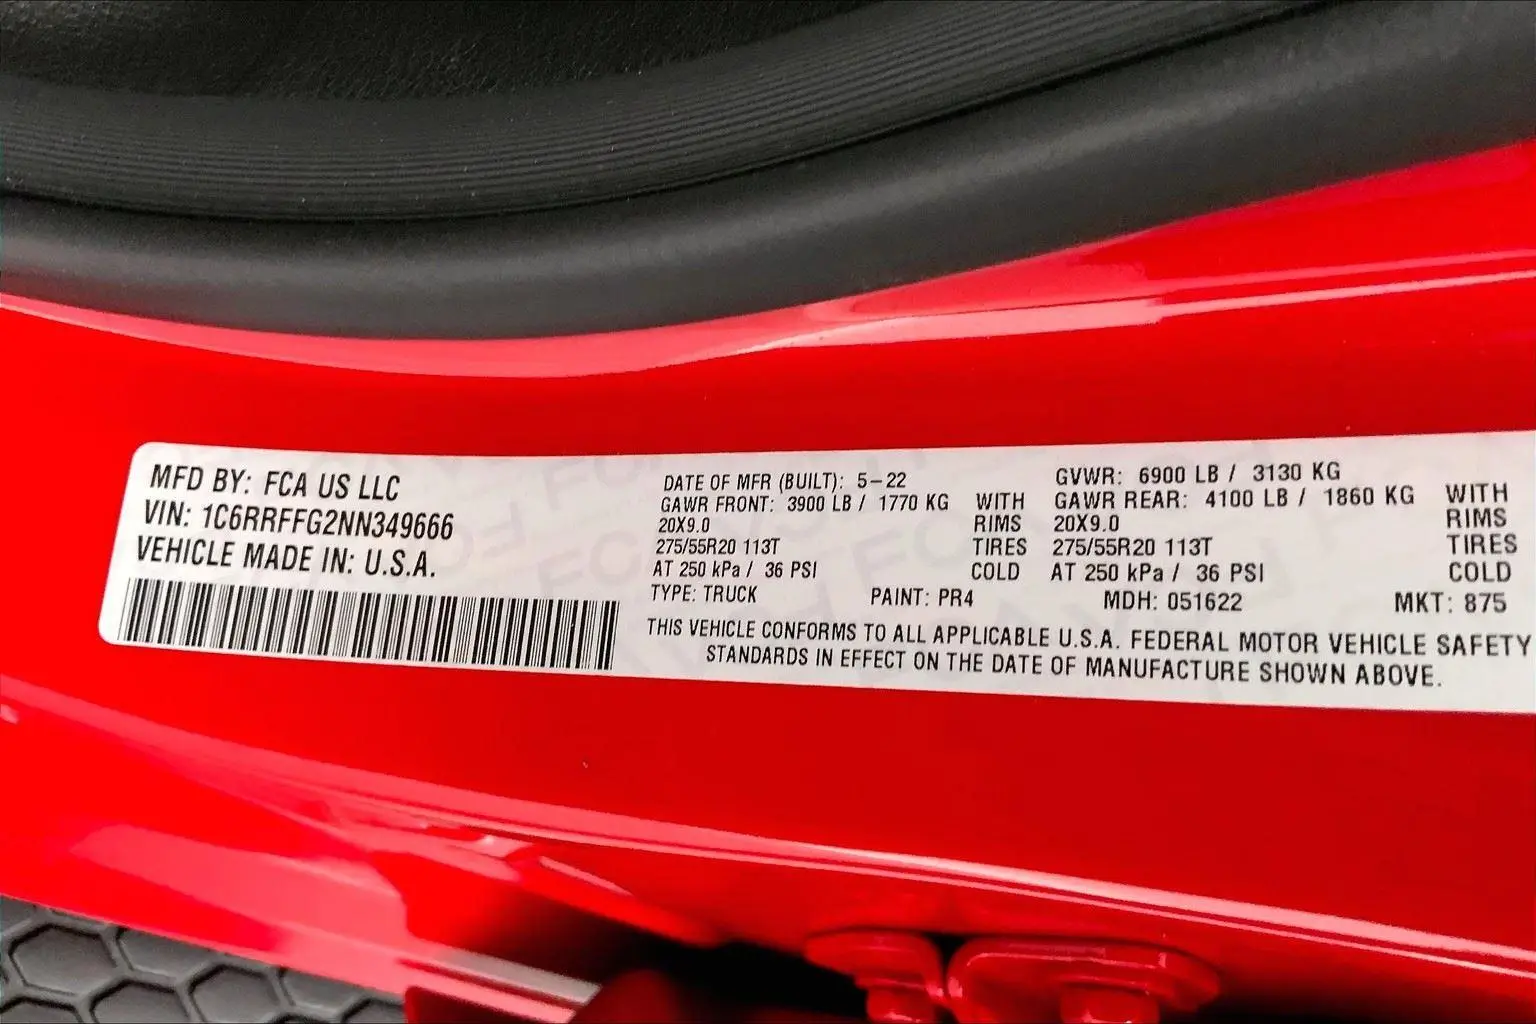 MFD BY: FCA US LLC
VIN: 1C6RRFFG2NN349666
VEHICLE MADE IN: U.S.A.
DATE OF MFR (BUILT): 5-22
GAWR FRONT: 3900 LB / 1770 KG WITH
20X9.0 RIMS
275/55R20 113T TIRES
AT 250 kPa / 36 PSI COLD
GVWR: 6900 LB / 3130 KG
GAWR REAR: 4100 LB / 1860 KG WITH
20X9.0 RIMS
275/55R20 113T TIRES
AT 250 kPa / 36 PSI COLD
TYPE: TRUCK PAINT: PR4 MDH: 051622 MKT: 875
THIS VEHICLE CONFORMS TO ALL APPLICABLE U.S.A. FEDERAL MOTOR VEHICLE SAFETY
STANDARDS IN EFFECT ON THE DATE OF MANUFACTURE SHOWN ABOVE.